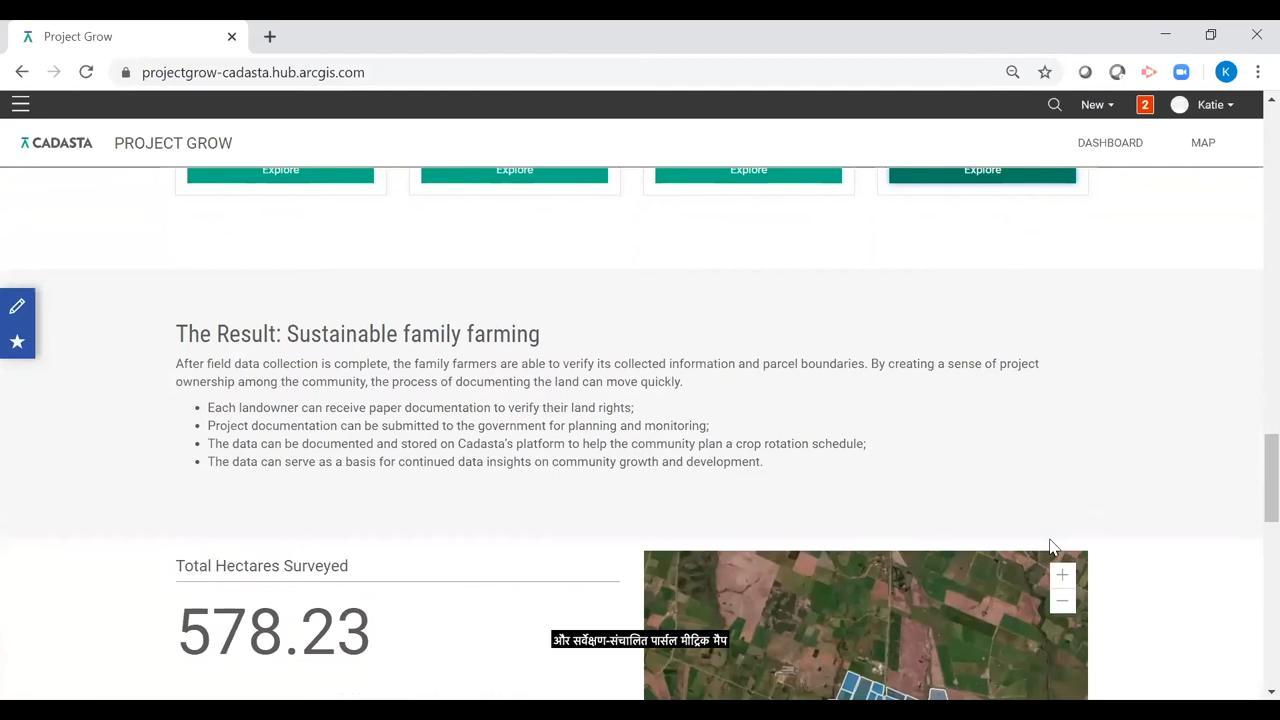 Project Grow
projectgrow-cadasta.hub.arcgis.com
K
New
2
Katie
CADASTA
PROJECT GROW
DASHBOARD
MAP
Explore
Explore
Explore
Explore
The Result: Sustainable family farming
After field data collection is complete, the family farmers are able to verify its collected information and parcel boundaries. By creating a sense of project
ownership among the community, the process of documenting the land can move quickly.
• Each landowner can receive paper documentation to verify their land rights;
• Project documentation can be submitted to the government for planning and monitoring;
• The data can be documented and stored on Cadasta's platform to help the community plan a crop rotation schedule;
• The data can serve as a basis for continued data insights on community growth and development.
Total Hectares Surveyed
578.23
और सर्वेक्षण-संचालित पार्सल मीट्रिक मैप